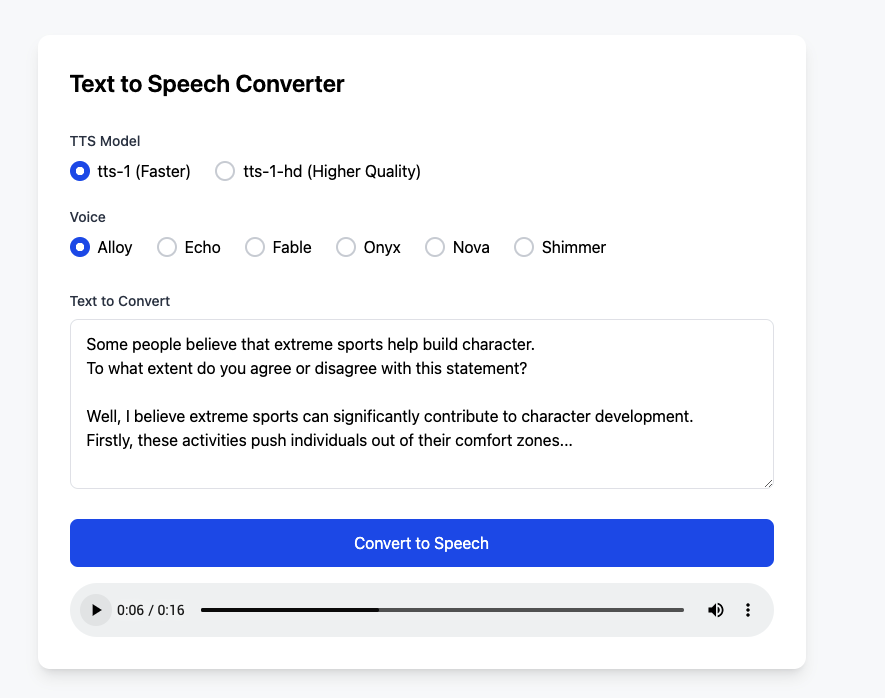 Text to Speech Converter
TTS Model
tts-1 (Faster) tts-1-hd (Higher Quality)
Voice
Alloy Echo Fable Onyx Nova Shimmer
Text to Convert
Some people believe that extreme sports help build character.
To what extent do you agree or disagree with this statement?
Well, I believe extreme sports can significantly contribute to character development.
Firstly, these activities push individuals out of their comfort zones...
Convert to Speech
0:06 / 0:16